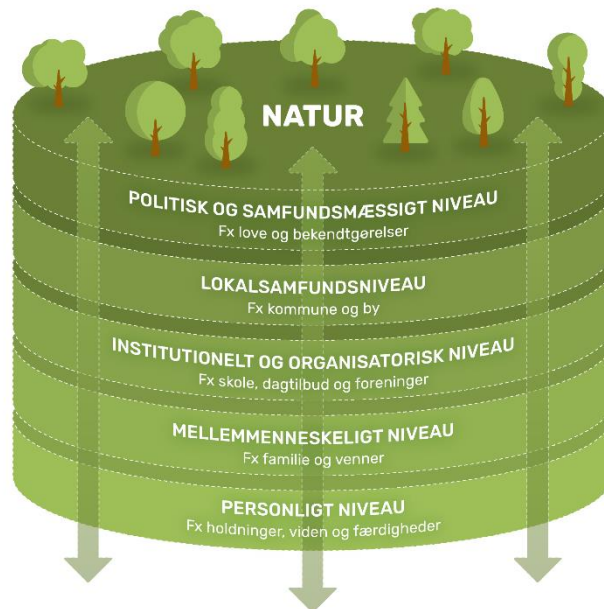 NATUR
POLITISK OG SAMFUNDSMÆSSIGT NIVEAU
Fx love og bekendtgørelser
LOKALSAMFUNDSNIVEAU
Fx kommune og by
INSTITUTIONELT OG ORGANISATORISK NIVEAU
Fx skole, dagtilbud og foreninger
MELLEMMENNESKELIGT NIVEAU
Fx familie og venner
PERSONLIGT NIVEAU
Fx holdninger, viden og færdigheder